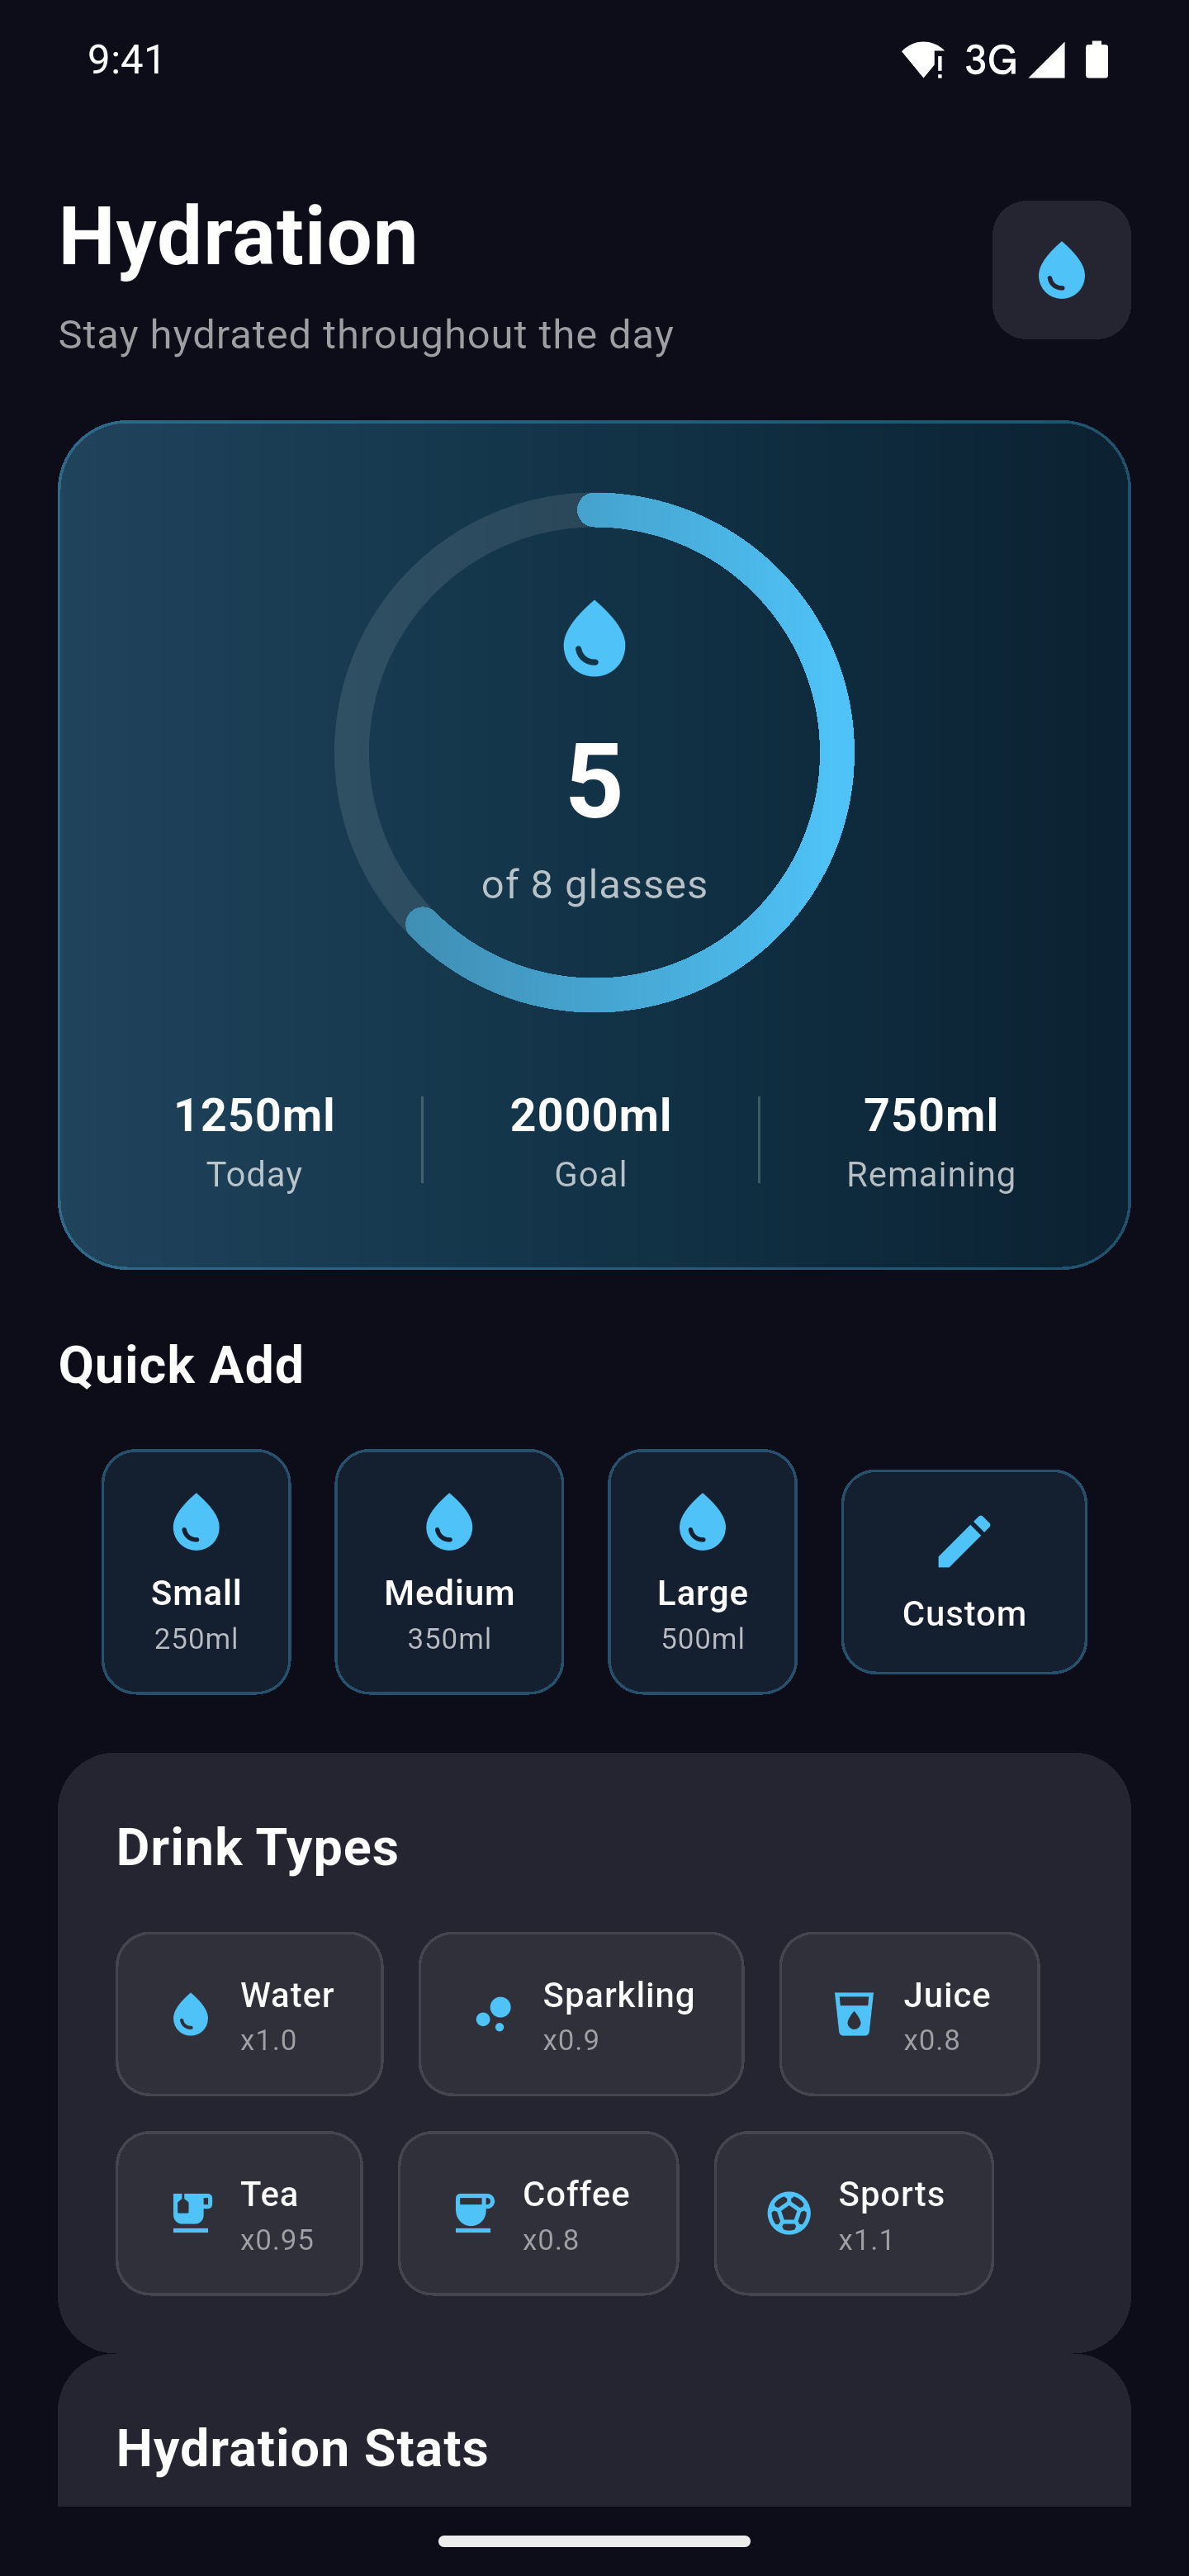 9:41
3G
Hydration
Stay hydrated throughout the day
5
of 8 glasses
1250ml
Today
2000ml
Goal
750ml
Remaining
Quick Add
Small
250ml
Medium
350ml
Large
500ml
Custom
Drink Types
Water
x1.0
Sparkling
x0.9
Juice
x0.8
Tea
x0.95
Coffee
x0.8
Sports
x1.1
Hydration Stats